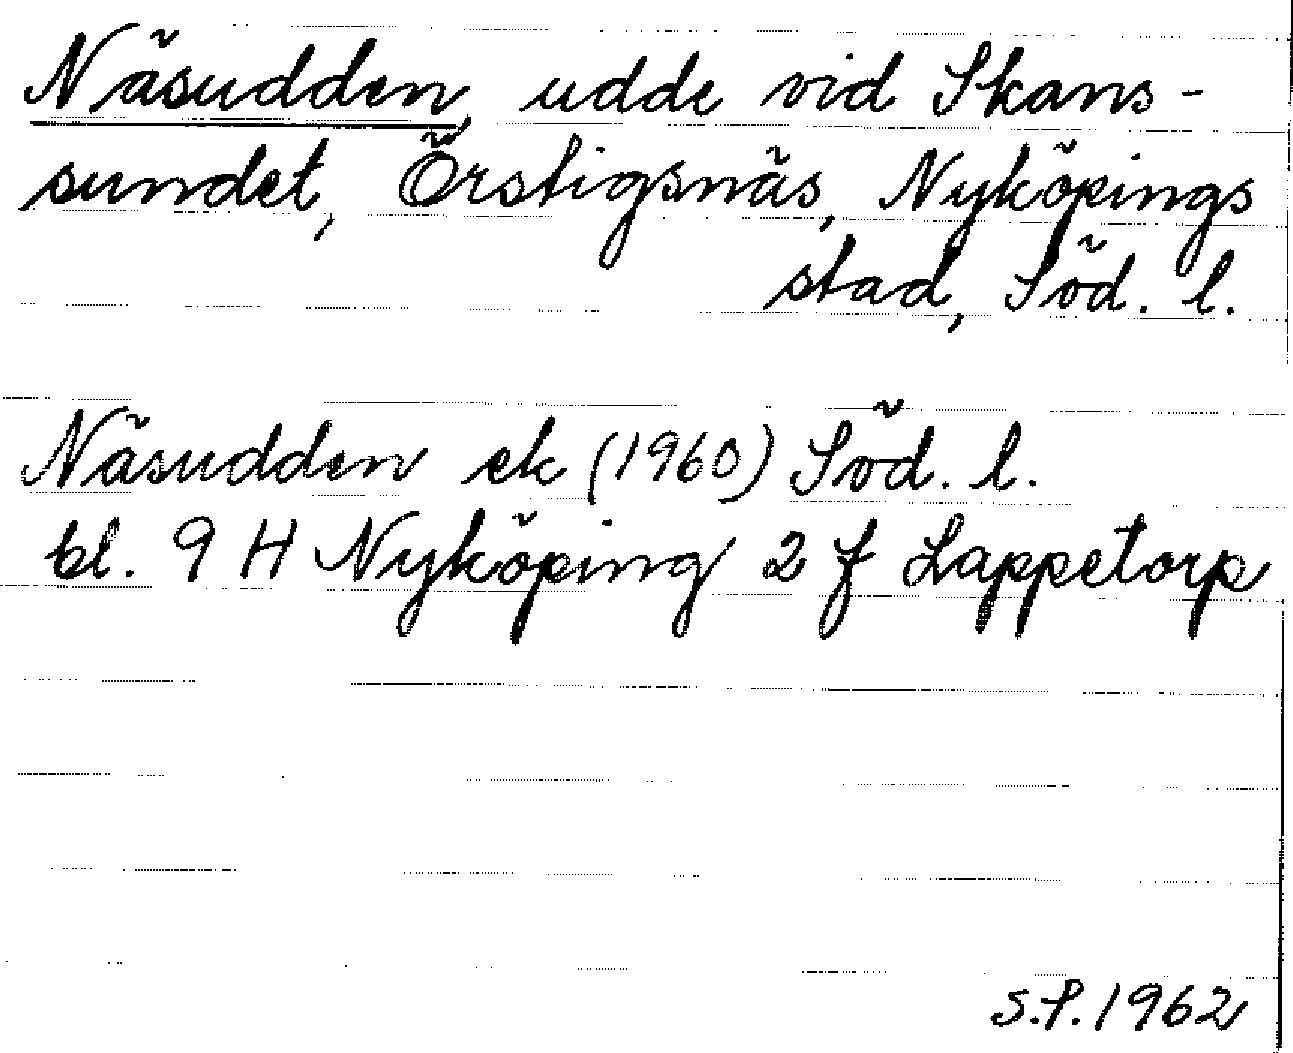 Näsudden, udde vid Skans-
sundet, Örstigsnäs, Nyköpings
stad, Söd. l.
Näsudden ek (1960) Söd. l.
bl. 9 H Nyköping 2 f Lappetorp
S.P. 1962